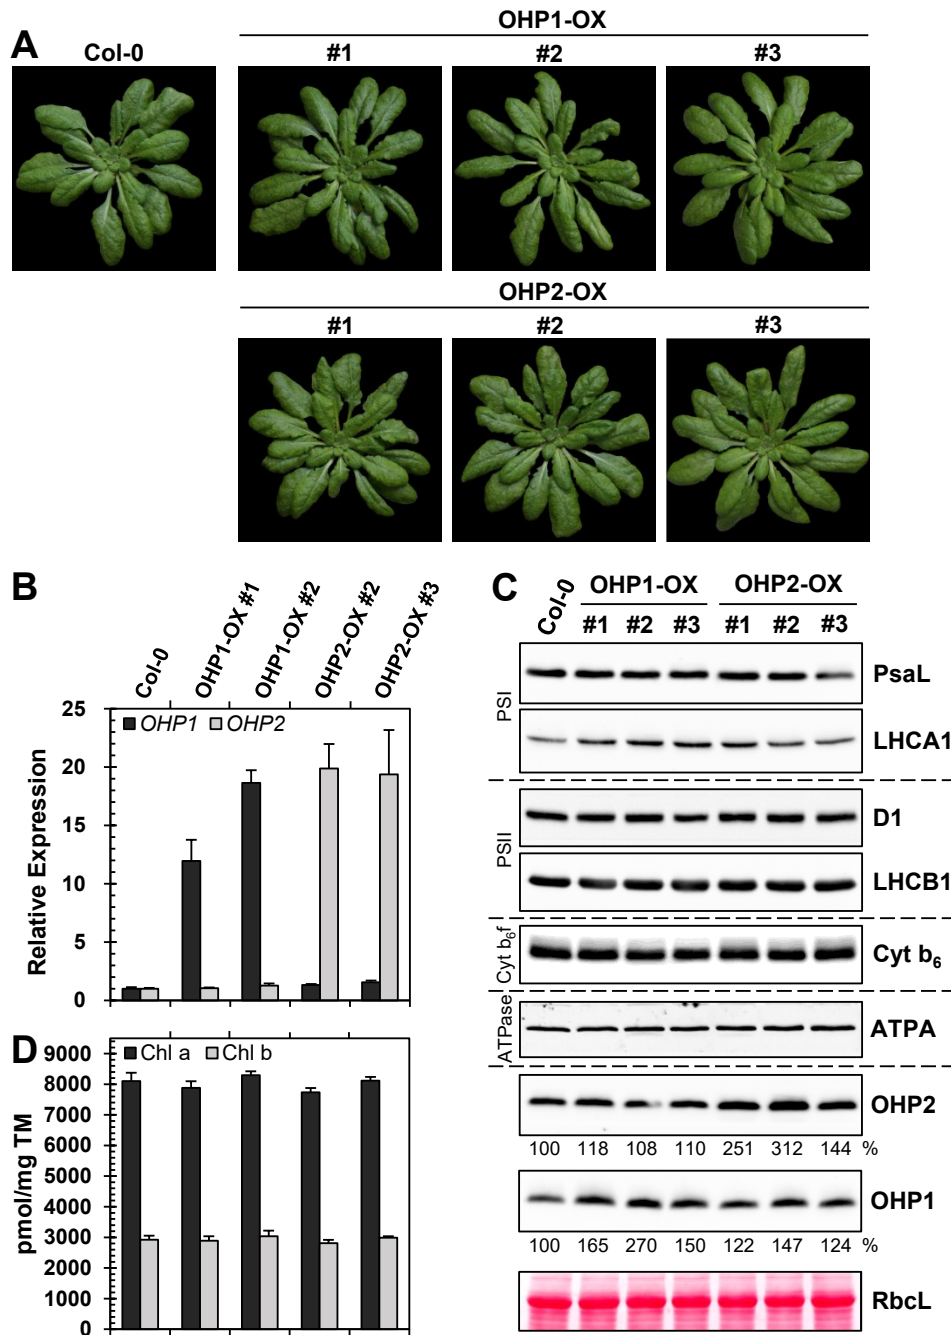 A
Col-0
OHP1-OX
#1 #2 #3
OHP2-OX
#1 #2 #3
B
Col-0
OHP1-OX #1
OHP1-OX #2
OHP2-OX #2
OHP2-OX #3
OHP1 OHP2
Relative Expression
25
20
15
10
5
0
D
Chl a Chl b
pmol/mg TM
9000
8000
7000
6000
5000
4000
3000
2000
1000
0
C
Col-0
OHP1-OX OHP2-OX
#1 #2 #3 #1 #2 #3
PSI
PsaL
LHCA1
PSII
D1
LHCB1
Cyt b6f
Cyt b6
ATPase
ATPA
OHP2
100 118 108 110 251 312 144 %
OHP1
100 165 270 150 122 147 124 %
RbcL